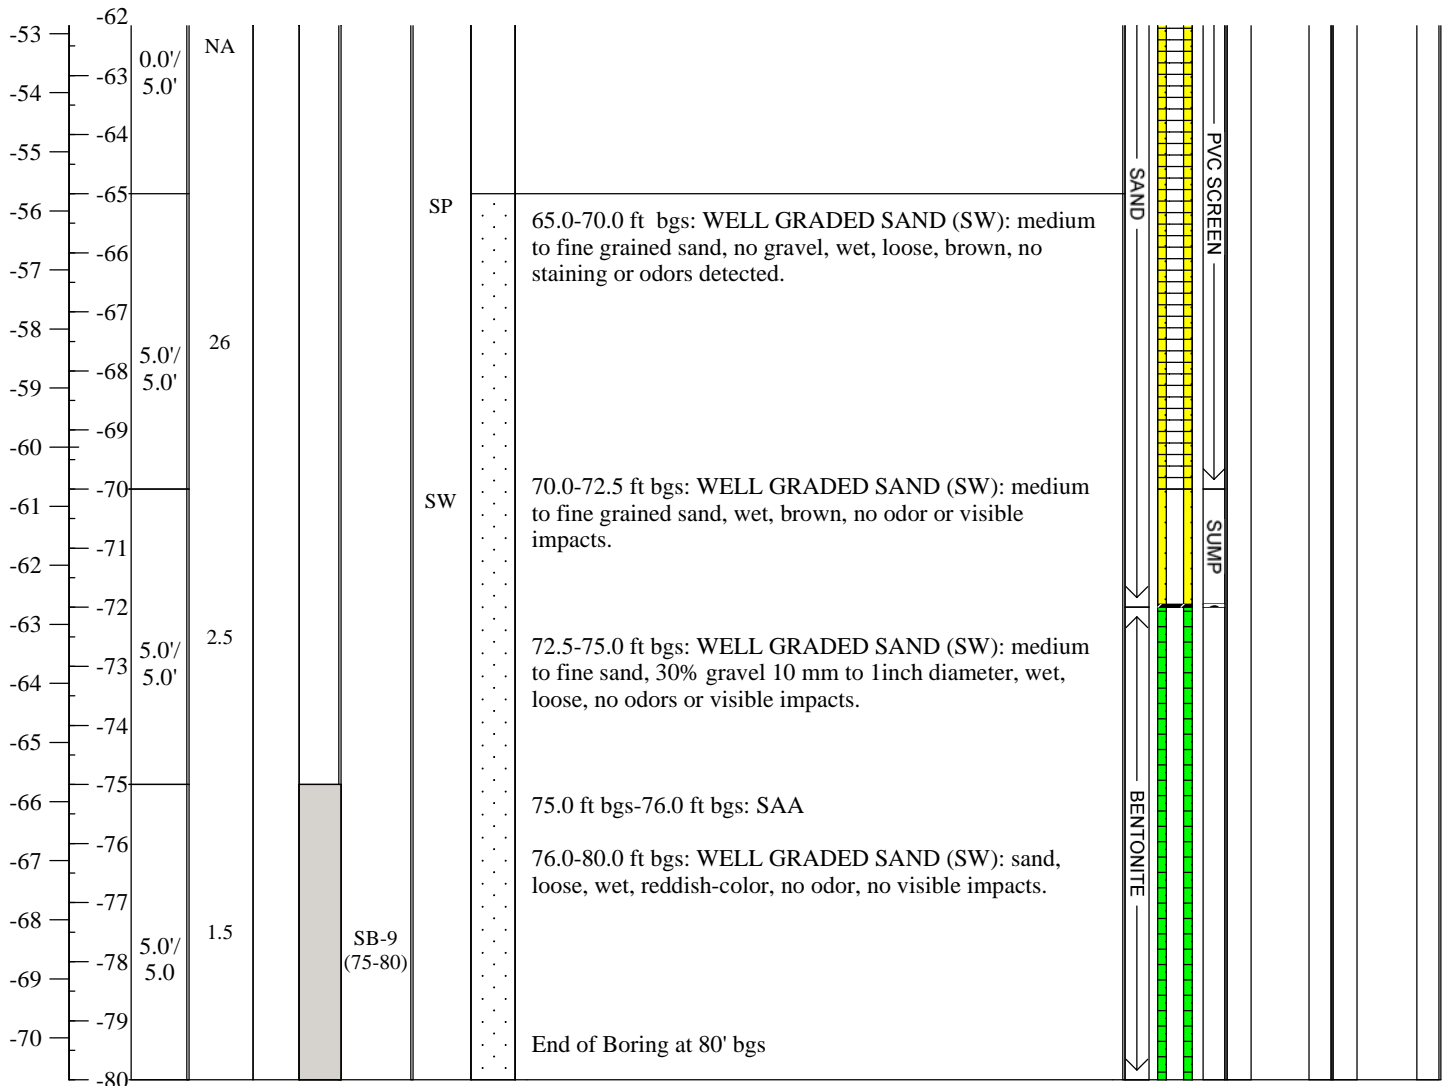 -62
-53
NA
0.0'/
5.0'
-63
-54
-64
-55
PVC SCREEN
SAND
-65
SP
-56
65.0-70.0 ft bgs: WELL GRADED SAND (SW): medium
to fine grained sand, no gravel, wet, loose, brown, no
staining or odors detected.
-66
-57
-67
-58
26
5.0'/
5.0'
-68
-59
-69
-60
-70
SW
-61
70.0-72.5 ft bgs: WELL GRADED SAND (SW): medium
to fine grained sand, wet, brown, no odor or visible
impacts.
SUMP
-71
-62
-72
-63
2.5
5.0'/
5.0'
72.5-75.0 ft bgs: WELL GRADED SAND (SW): medium
to fine sand, 30% gravel 10 mm to 1inch diameter, wet,
loose, no odors or visible impacts.
-73
-64
-74
-65
-75
-66
75.0 ft bgs-76.0 ft bgs: SAA
BENTONITE
-76
-67
76.0-80.0 ft bgs: WELL GRADED SAND (SW): sand,
loose, wet, reddish-color, no odor, no visible impacts.
-77
-68
1.5
5.0'/
5.0
SB-9
(75-80)
-78
-69
-79
-70
End of Boring at 80' bgs
-80